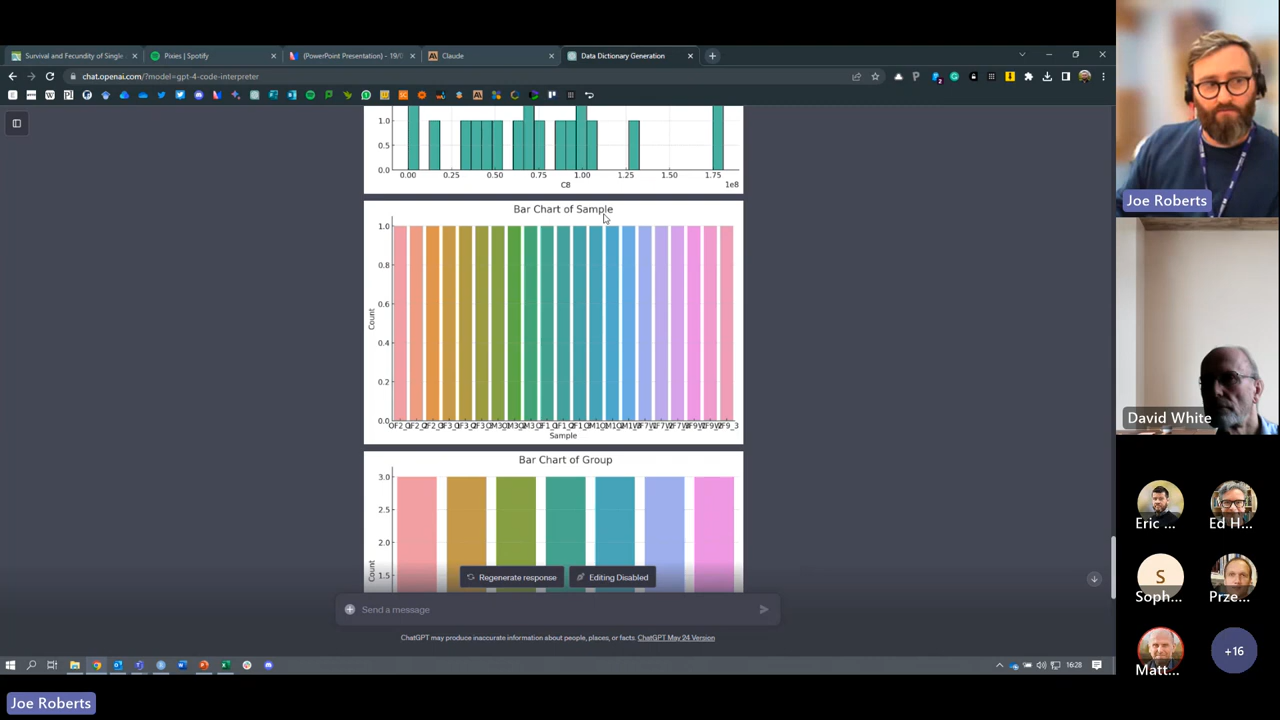 Survival and Fecundity of Single
Pixies | Spotify
(PowerPoint Presentation) - 19/
Claude
Data Dictionary Generation
chat.openai.com/?model=gpt-4-code-interpreter
1.0
0.5
0.0
0.00 0.25 0.50 0.75 1.00 1.25 1.50 1.75
1e8
C8
Bar Chart of Sample
1.0
0.8
0.6
0.4
0.2
0.0
Count
Sample
Bar Chart of Group
3.0
2.5
2.0
1.5
Count
Regenerate response
Editing Disabled
Send a message
ChatGPT may produce inaccurate information about people, places, or facts. ChatGPT May 24 Version
16:28
Joe Roberts
David White
Eric ...
Ed H...
S
Soph...
Prze...
Matt...
+16
Joe Roberts